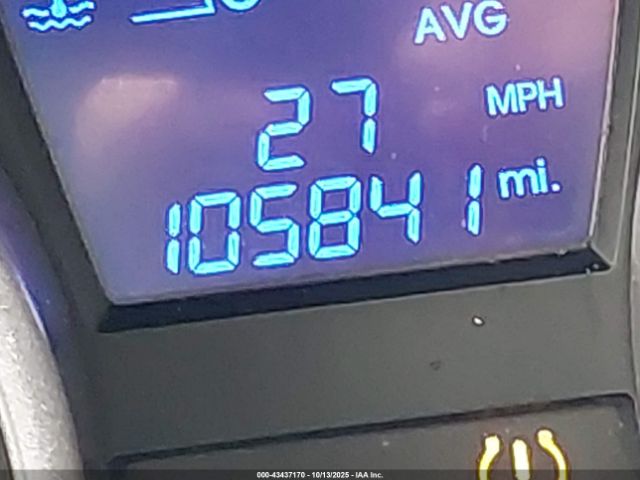 AVG
27 MPH
105841 mi.
000-43437170 - 10/13/2025 - IAA Inc.